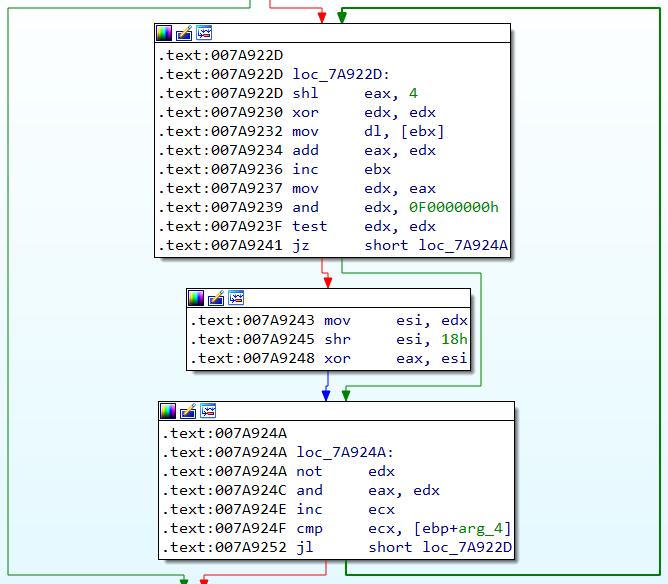 .text:007A922D
.text:007A922D loc_7A922D:
.text:007A922D shl eax, 4
.text:007A9230 xor edx, edx
.text:007A9232 mov dl, [ebx]
.text:007A9234 add eax, edx
.text:007A9236 inc ebx
.text:007A9237 mov edx, eax
.text:007A9239 and edx, 0F0000000h
.text:007A923F test edx, edx
.text:007A9241 jz short loc_7A924A
.text:007A9243 mov esi, edx
.text:007A9245 shr esi, 18h
.text:007A9248 xor eax, esi
.text:007A924A
.text:007A924A loc_7A924A:
.text:007A924A not edx
.text:007A924C and eax, edx
.text:007A924E inc ecx
.text:007A924F cmp ecx, [ebp+arg_4]
.text:007A9252 jl short loc_7A922D